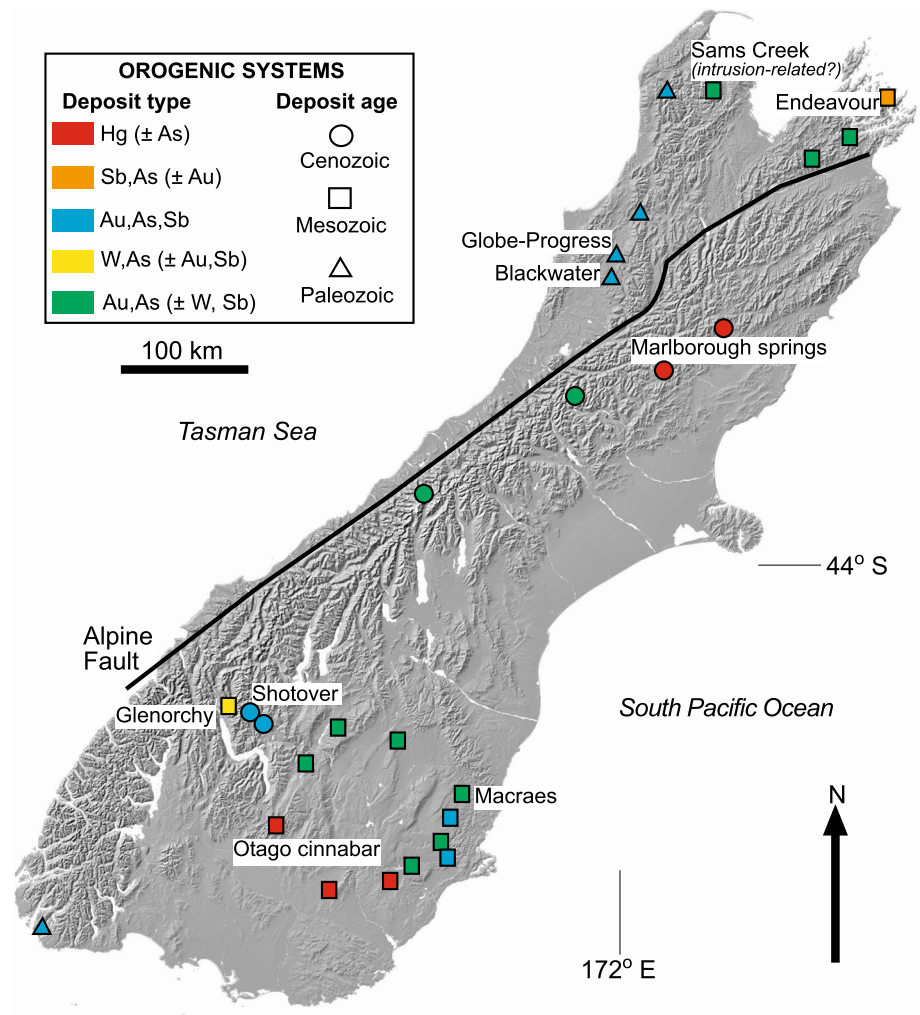 OROGENIC SYSTEMS
Deposit type
Deposit age
Hg (± As)
Sb,As (± Au)
Au,As,Sb
W,As (± Au,Sb)
Au,As (± W, Sb)
Cenozoic
Mesozoic
Paleozoic
100 km
Sams Creek
(intrusion-related?)
Endeavour
Globe-Progress
Blackwater
Marlborough springs
Tasman Sea
44° S
Alpine
Fault
Shotover
Glenorchy
South Pacific Ocean
Macraes
N
Otago cinnabar
172° E